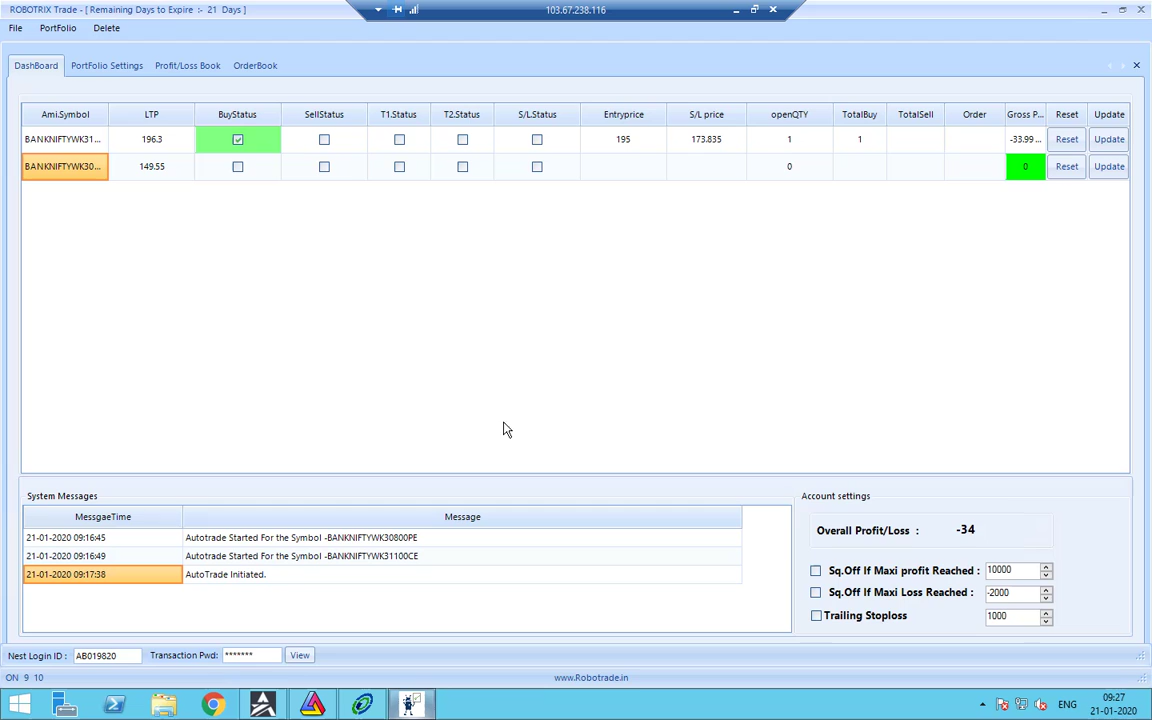 ROBOTRIX Trade - [ Remaining Days to Expire :- 21 Days ]
103.67.238.116
File PortFolio Delete
DashBoard PortFolio Settings Profit/Loss Book OrderBook
Ami.Symbol LTP BuyStatus SellStatus T1.Status T2.Status S/L.Status Entryprice S/L price openQTY TotalBuy TotalSell Order Gross P... Reset Update
BANKNIFTYWK31... 196.3 195 173.835 1 1 -33.99... Reset Update
BANKNIFTYWK30... 149.55 0 0 Reset Update
System Messages
MessgaeTime Message
21-01-2020 09:16:45 Autotrade Started For the Symbol -BANKNIFTYWK30800PE
21-01-2020 09:16:49 Autotrade Started For the Symbol -BANKNIFTYWK31100CE
21-01-2020 09:17:38 AutoTrade Initiated.
Account settings
Overall Profit/Loss : -34
Sq.Off If Maxi profit Reached : 10000
Sq.Off If Maxi Loss Reached : -2000
Trailing Stoploss 1000
Nest Login ID : AB019820 Transaction Pwd: ******* View
ON 9 10 www.Robotrade.in
ENG
09:27
21-01-2020